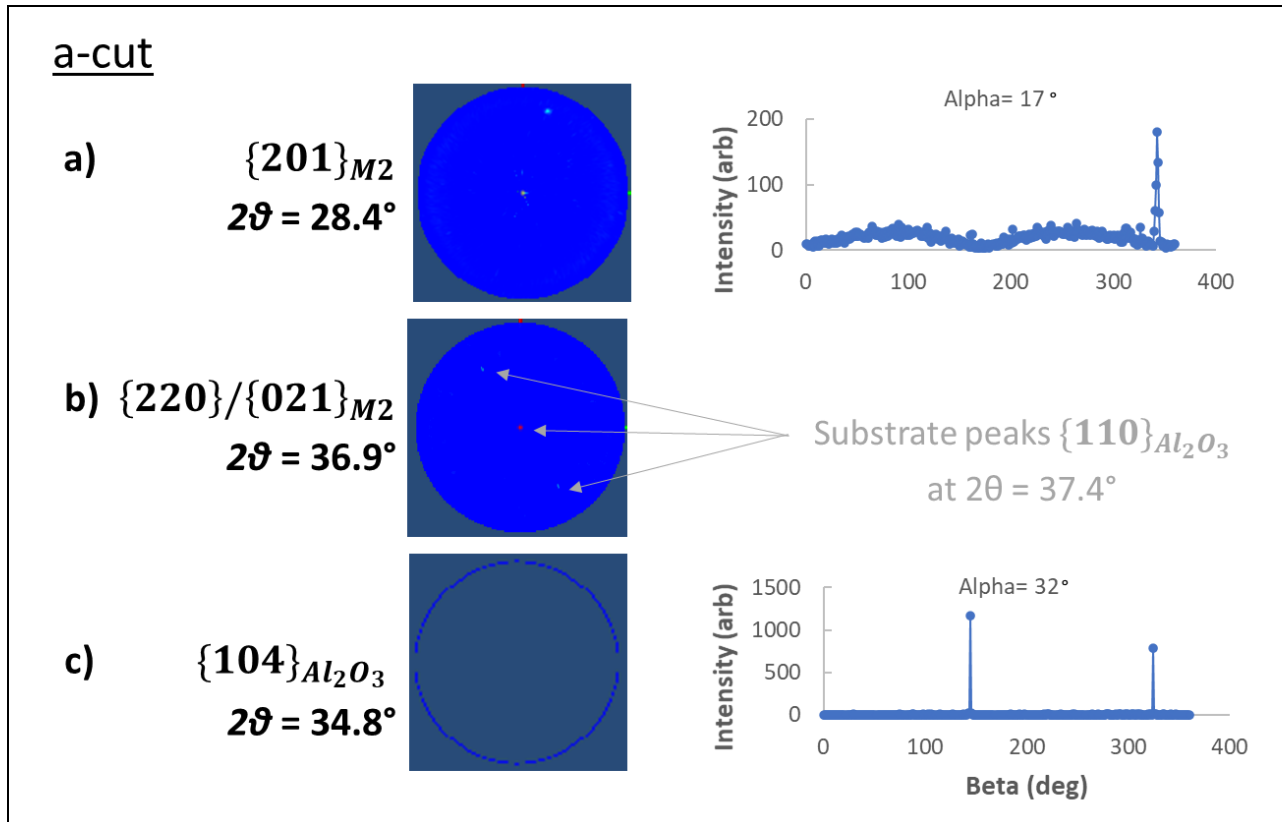 a-cut
a) {201}M2
2ϑ = 28.4°
Alpha= 17 °
Intensity (arb)
200
100
0
0 100 200 300 400
b) {220}/{021}M2
2ϑ = 36.9°
Substrate peaks {110}Al2O3
at 2θ = 37.4°
c) {104}Al2O3
2ϑ = 34.8°
Alpha= 32°
Intensity (arb)
1500
1000
500
0
0 100 200 300 400
Beta (deg)